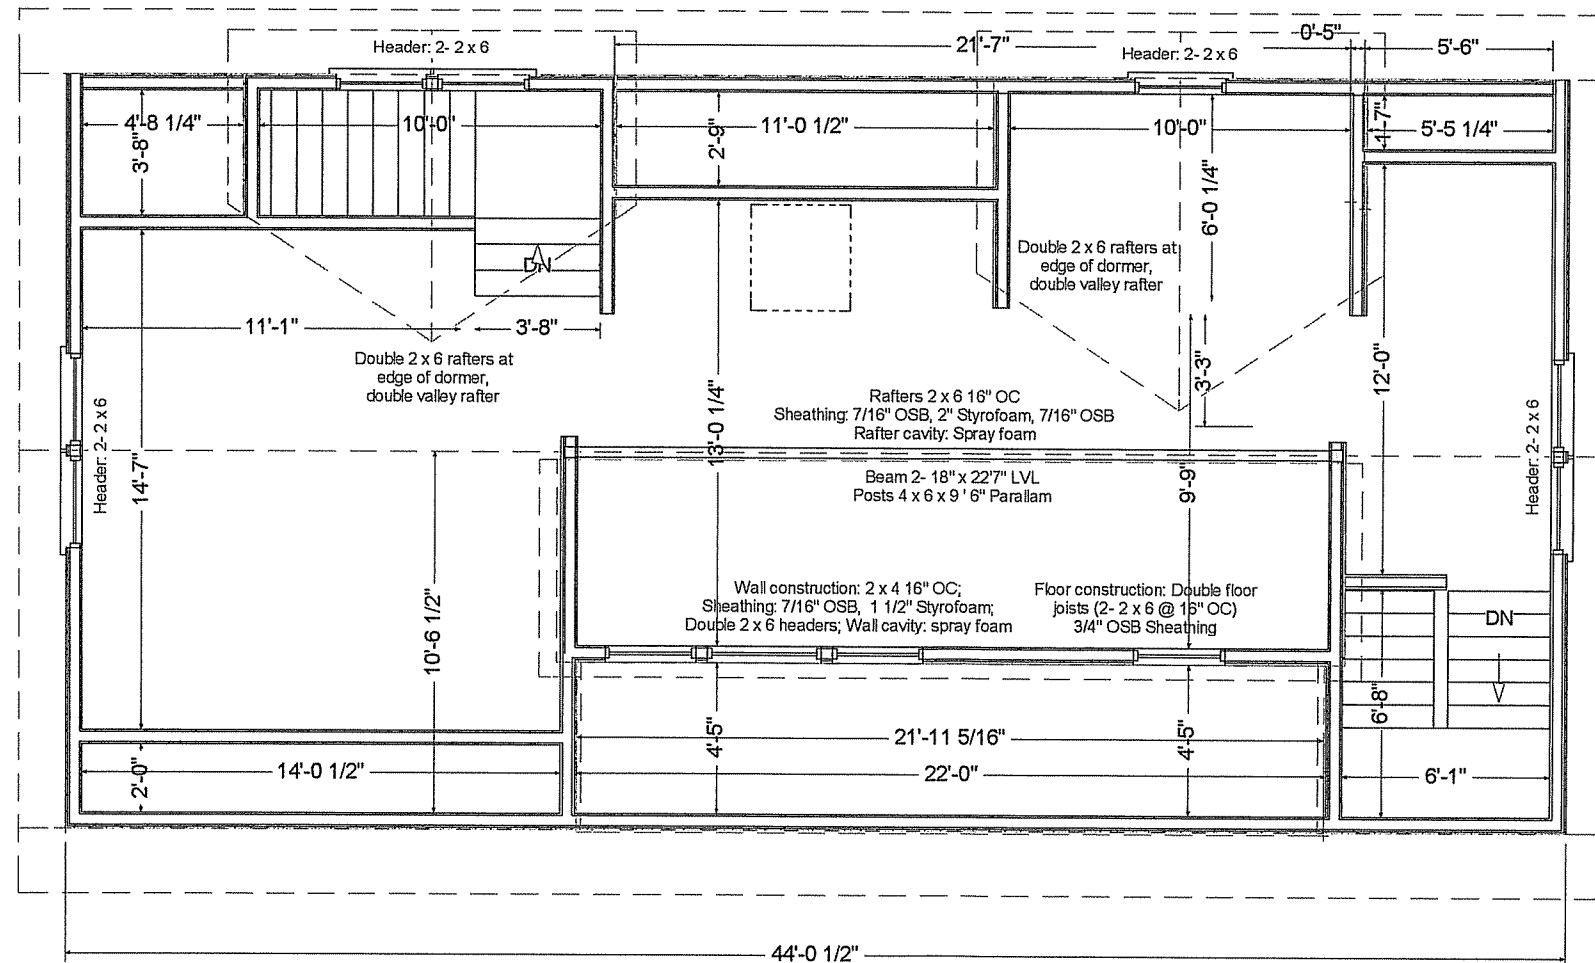 0'-5"
Header: 2- 2 x 6
21'-7"
Header: 2- 2 x 6
5'-6"
4'-8 1/4"
10'-0"
11'-0 1/2"
10'-0"
1'-7"
5'-5 1/4"
3'-8"
2'-9"
6'-0 1/4"
DN
Double 2 x 6 rafters at
edge of dormer,
double valley rafter
11'-1"
3'-8"
Double 2 x 6 rafters at
edge of dormer,
double valley rafter
3'-3"
12'-0"
Rafters 2 x 6 16" OC
Sheathing: 7/16" OSB, 2" Styrofoam, 7/16" OSB
Rafter cavity: Spray foam
13'-0 1/4"
Header: 2- 2 x 6
14'-7"
Beam 2- 18" x 22'7" LVL
Posts 4 x 6 x 9 ' 6" Parallam
9'-9"
Header: 2- 2 x 6
Wall construction: 2 x 4 16" OC;
Sheathing: 7/16" OSB, 1 1/2" Styrofoam;
Double 2 x 6 headers; Wall cavity: spray foam
Floor construction: Double floor
joists (2- 2 x 6 @ 16" OC)
3/4" OSB Sheathing
DN
10'-6 1/2"
6'-8"
4'-5"
21'-11 5/16"
4'-5"
2'-0"
14'-0 1/2"
22'-0"
6'-1"
44'-0 1/2"